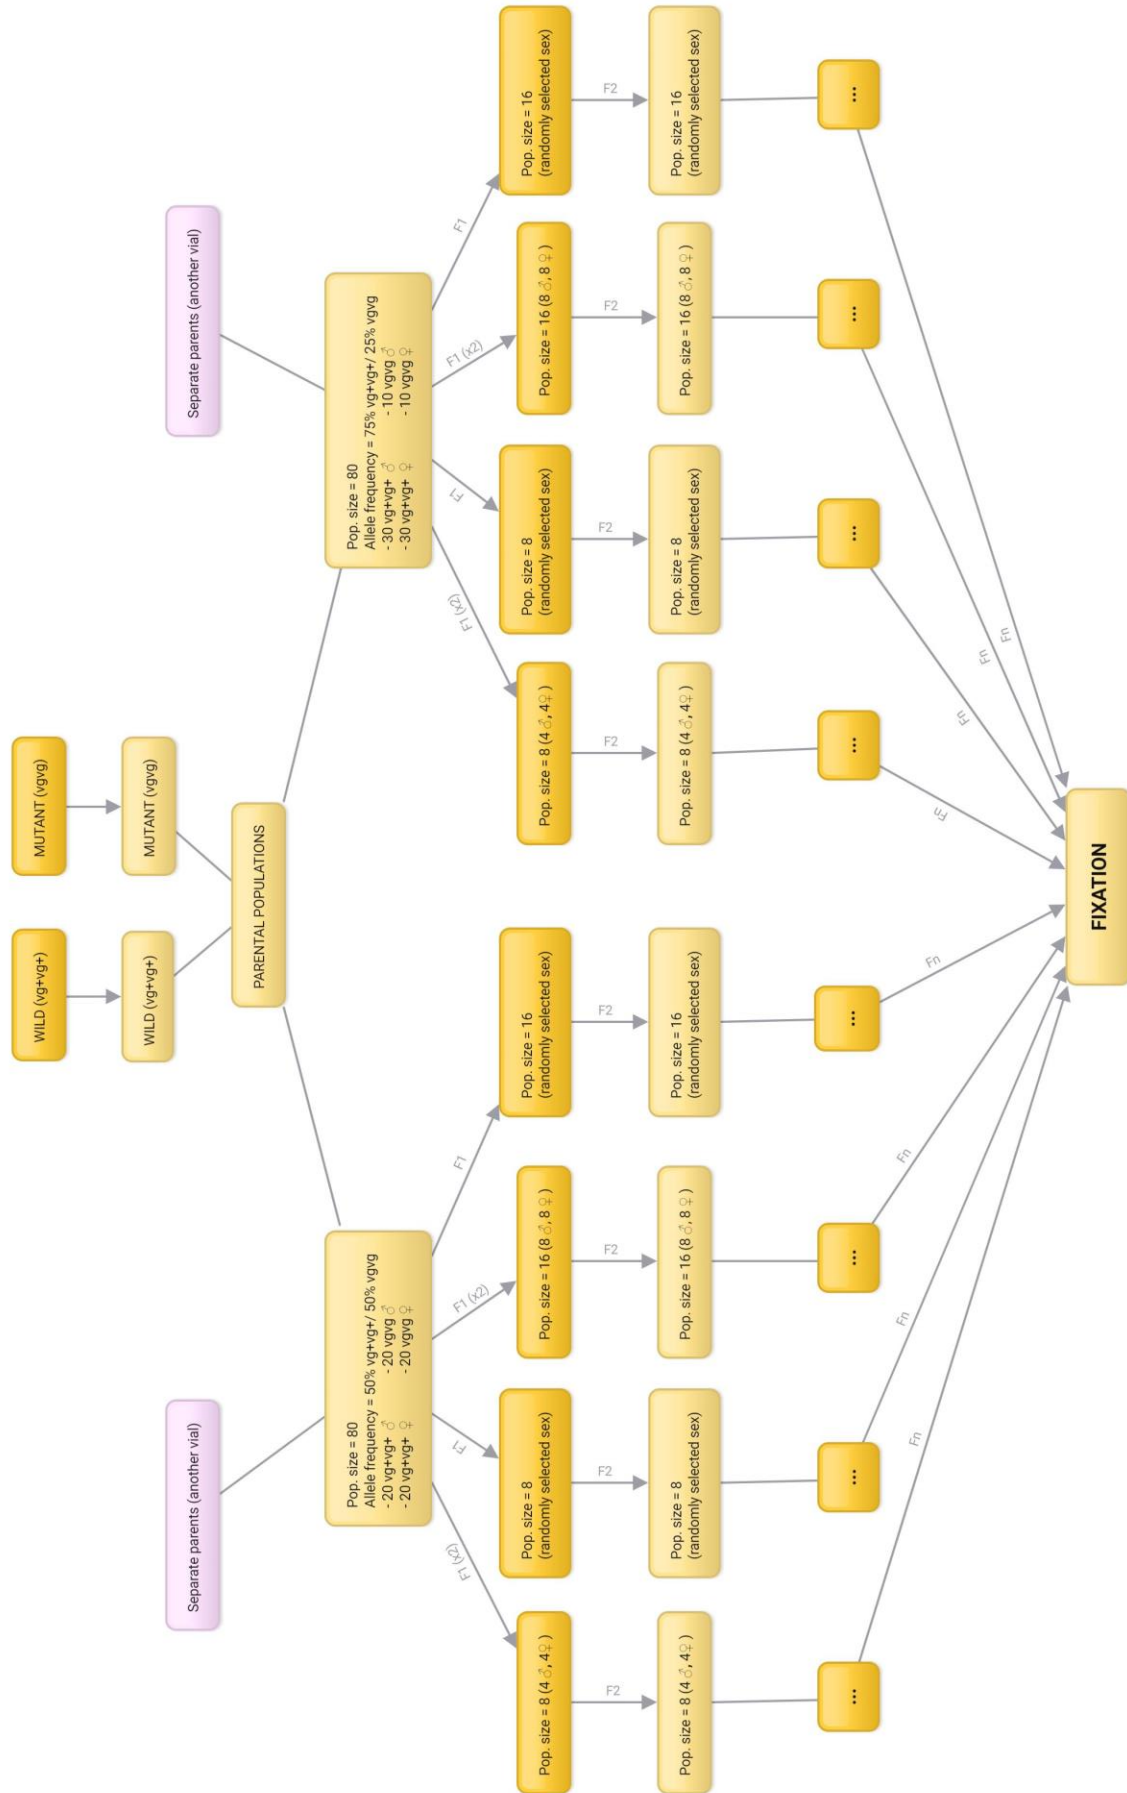 WILD (vg+vg+)
MUTANT (vgvg)
WILD (vg+vg+)
MUTANT (vgvg)
Separate parents (another vial)
PARENTAL POPULATIONS
Separate parents (another vial)
Pop. size = 80
Allele frequency = 50% vg+vg+/ 50% vgvg
- 20 vg+vg+ ♂ - 20 vgvg ♂
- 20 vg+vg+ ♀ - 20 vgvg ♀
Pop. size = 80
Allele frequency = 75% vg+vg+/ 25% vgvg
- 30 vg+vg+ ♂ - 10 vgvg ♂
- 30 vg+vg+ ♀ - 10 vgvg ♀
F1 (x2)
F1
F1 (x2)
F1
F1 (x2)
F1
F1 (x2)
F1
Pop. size = 8 (4 ♂, 4♀ )
Pop. size = 8
(randomly selected sex)
Pop. size = 16 (8 ♂, 8 ♀ )
Pop. size = 16
(randomly selected sex)
Pop. size = 8 (4 ♂, 4♀ )
Pop. size = 8
(randomly selected sex)
Pop. size = 16 (8 ♂, 8 ♀ )
Pop. size = 16
(randomly selected sex)
F2
F2
F2
F2
F2
F2
F2
F2
Pop. size = 8 (4 ♂, 4♀ )
Pop. size = 8
(randomly selected sex)
Pop. size = 16 (8 ♂, 8 ♀ )
Pop. size = 16
(randomly selected sex)
Pop. size = 8 (4 ♂, 4♀ )
Pop. size = 8
(randomly selected sex)
Pop. size = 16 (8 ♂, 8 ♀ )
Pop. size = 16
(randomly selected sex)
...
...
...
...
...
...
...
...
Fn
Fn
Fn
Fn
Fn
Fn
Fn
Fn
FIXATION